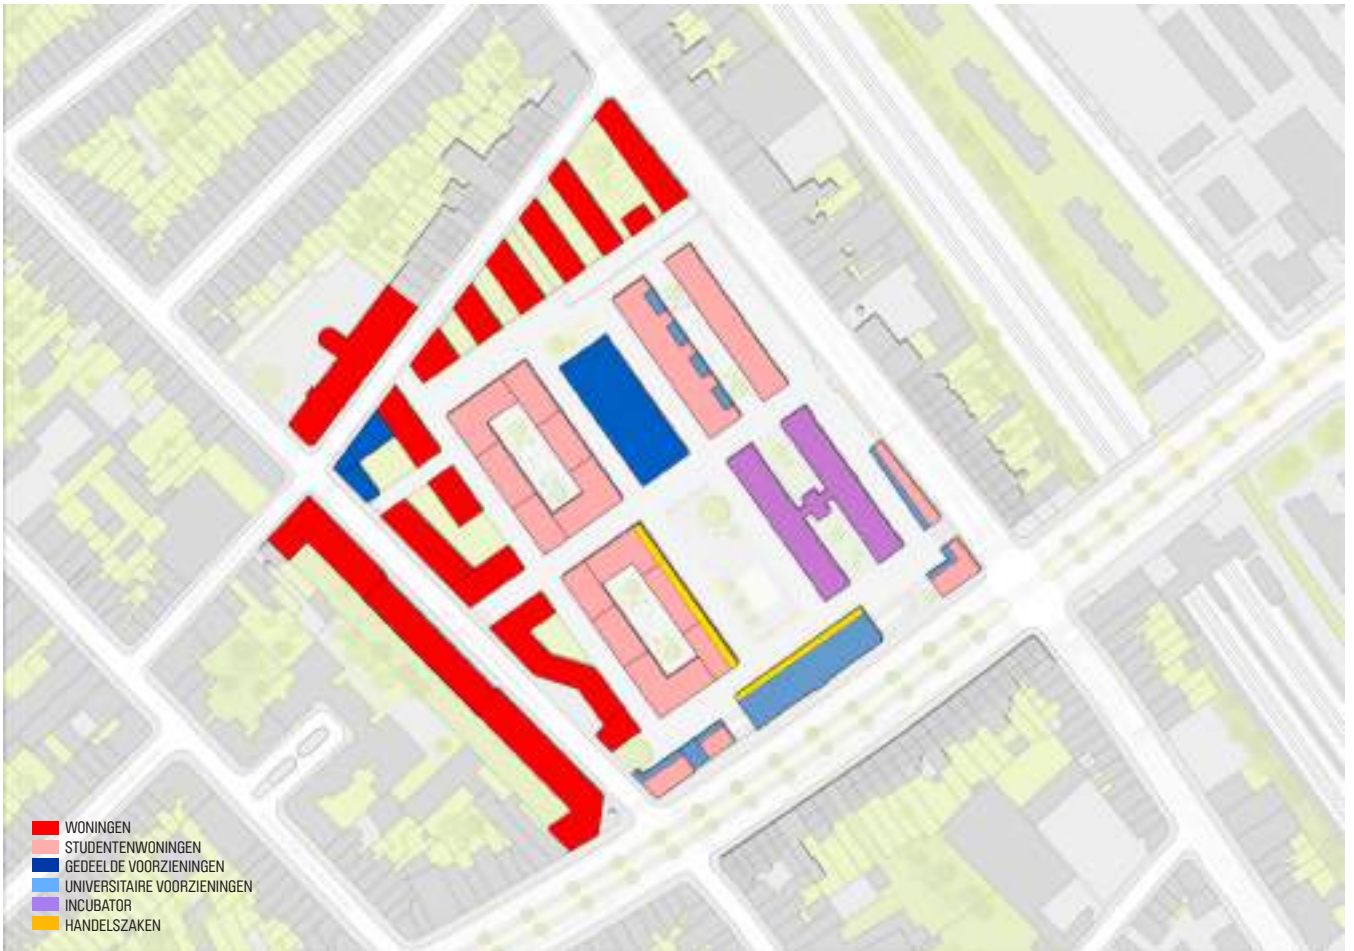 WONINGEN
STUDENTENWONINGEN
GEDEELDE VOORZIENINGEN
UNIVERSITAIRE VOORZIENINGEN
INCUBATOR
HANDELSZAKEN